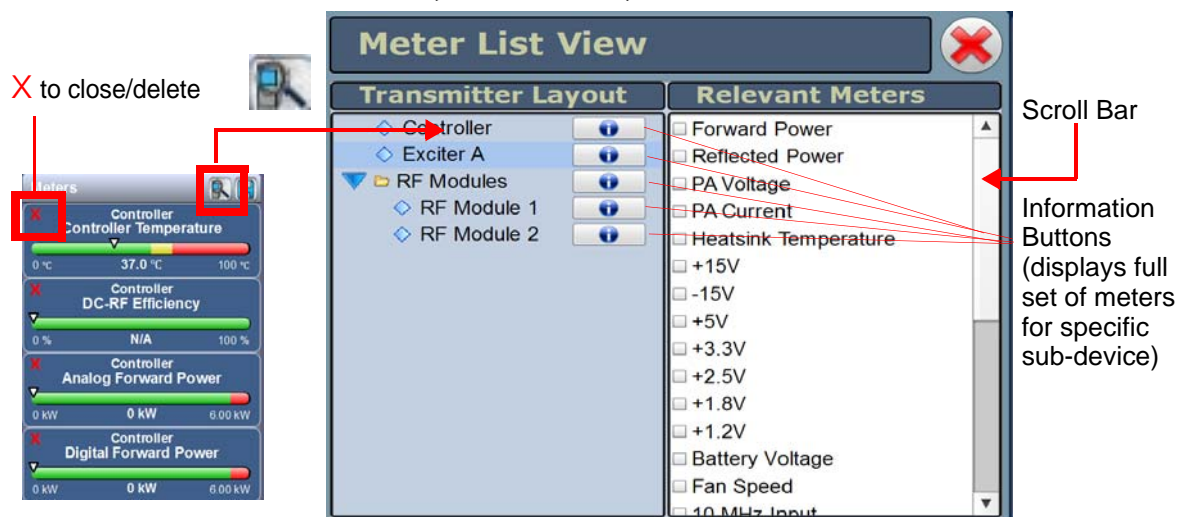 Meter List View
X to close/delete
Transmitter Layout
Relevant Meters
Controller
Exciter A
RF Modules
RF Module 1
RF Module 2
Forward Power
Reflected Power
PA Voltage
PA Current
Heatsink Temperature
+15V
-15V
+5V
+3.3V
+2.5V
+1.8V
+1.2V
Battery Voltage
Fan Speed
10 MHz Input
Scroll Bar
Information
Buttons
(displays full
set of meters
for specific
sub-device)
Meters
X Controller
Controller Temperature
0 °C 37.0 °C 100 °C
X Controller
DC-RF Efficiency
0 % N/A 100 %
X Controller
Analog Forward Power
0 kW 0 kW 6.00 kW
X Controller
Digital Forward Power
0 kW 0 kW 6.00 kW